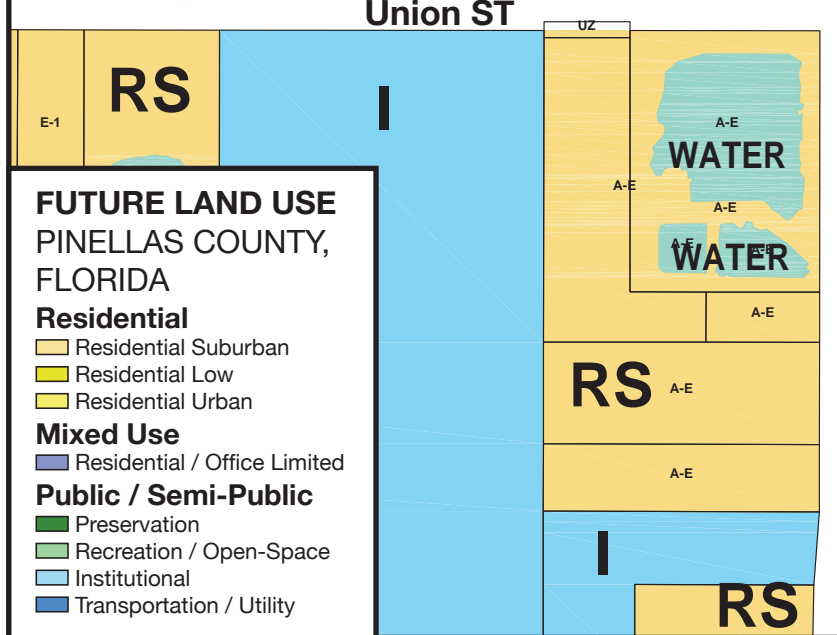 Union ST
UZ
RS
I
E-1
A-E
WATER
A-E
A-E
A-E
A-E
WATER
A-E
RS
A-E
A-E
I
RS
FUTURE LAND USE
PINELLAS COUNTY,
FLORIDA
Residential
Residential Suburban
Residential Low
Residential Urban
Mixed Use
Residential / Office Limited
Public / Semi-Public
Preservation
Recreation / Open-Space
Institutional
Transportation / Utility